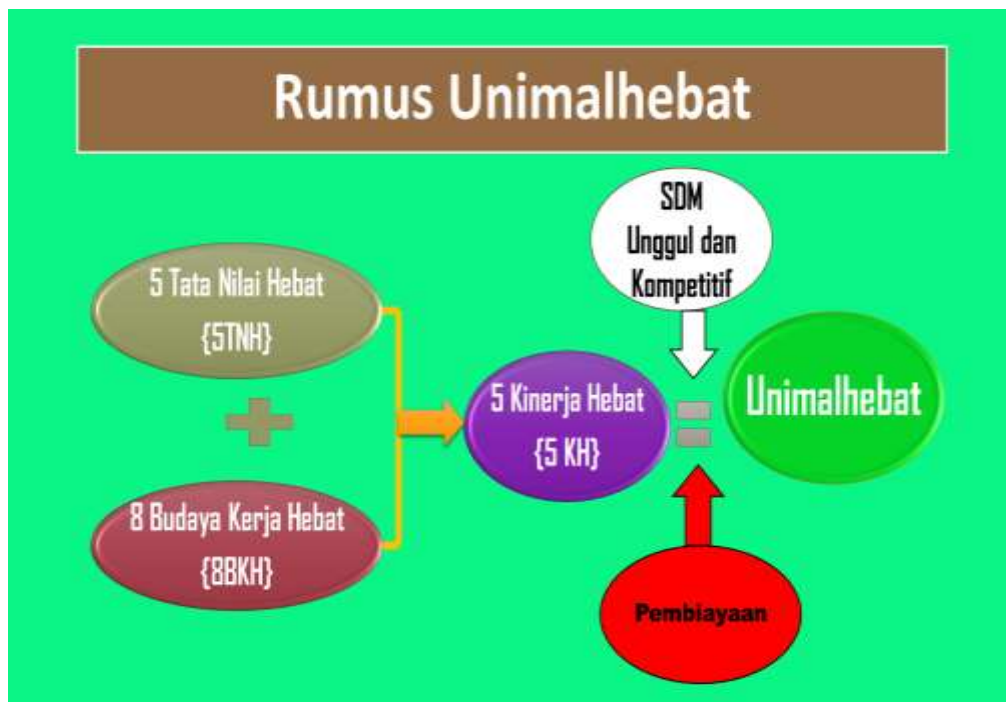 Rumus Unimalhebat
5 Tata Nilai Hebat
{5TNH}
8 Budaya Kerja Hebat
{8BKH}
5 Kinerja Hebat
{5 KH}
SDM
Unggul dan
Kompetitif
Unimalhebat
Pembiayaan